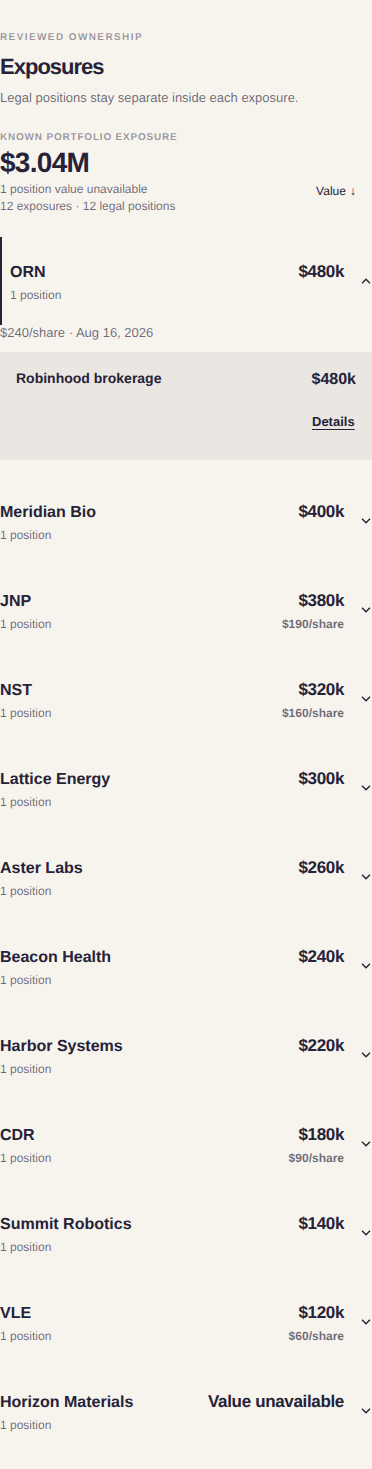 REVIEWED OWNERSHIP
Exposures
Legal positions stay separate inside each exposure.
KNOWN PORTFOLIO EXPOSURE
$3.04M
1 position value unavailable
Value ↓
12 exposures · 12 legal positions
ORN $480k
1 position
$240/share · Aug 16, 2026
Robinhood brokerage $480k
Details
Meridian Bio $400k
1 position
JNP $380k
1 position $190/share
NST $320k
1 position $160/share
Lattice Energy $300k
1 position
Aster Labs $260k
1 position
Beacon Health $240k
1 position
Harbor Systems $220k
1 position
CDR $180k
1 position $90/share
Summit Robotics $140k
1 position
VLE $120k
1 position $60/share
Horizon Materials Value unavailable
1 position